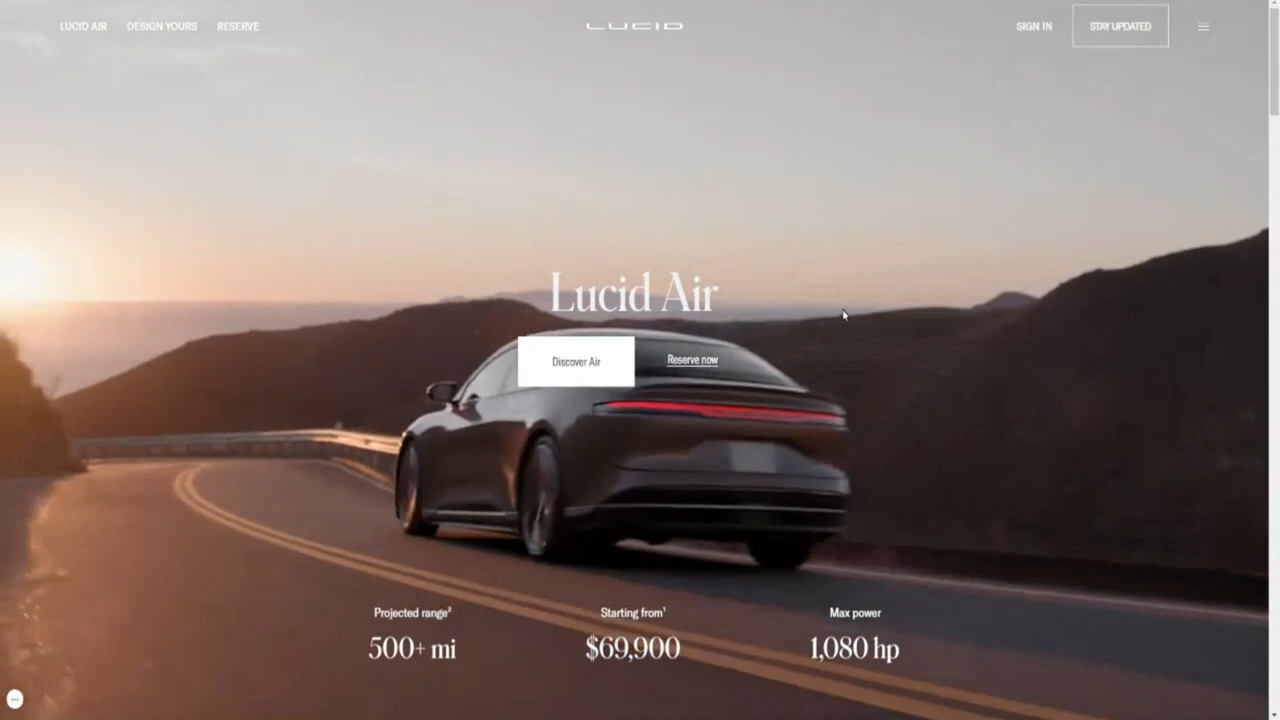 LUCID AIR DESIGN YOURS RESERVE LUCID SIGN IN STAY UPDATED
Lucid Air
Discover Air Reserve now
Projected range² Starting from¹ Max power
500+ mi $69,900 1,080 hp